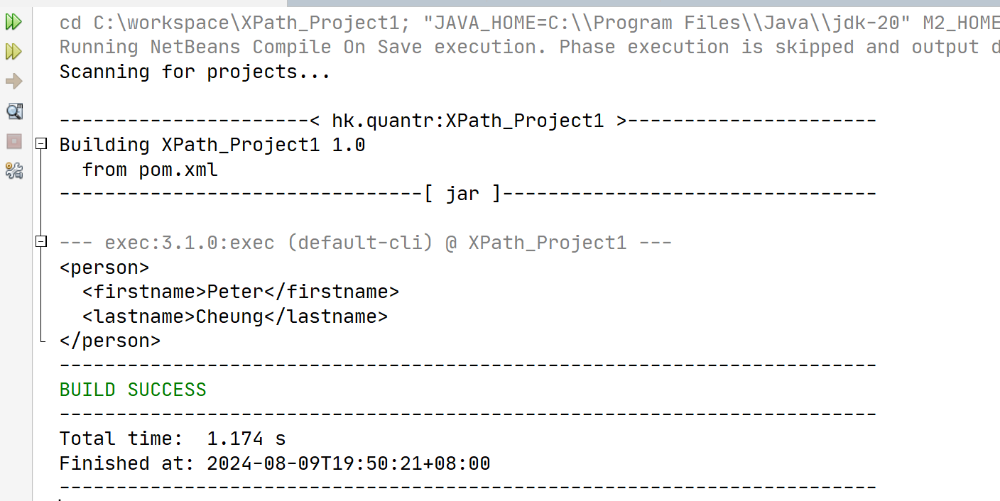 cd C:\workspace\XPath_Project1; "JAVA_HOME=C:\\Program Files\\Java\\jdk-20" M2_HOME
Running NetBeans Compile On Save execution. Phase execution is skipped and output d
Scanning for projects...
----------------------< hk.quantr:XPath_Project1 >----------------------
Building XPath_Project1 1.0
  from pom.xml
--------------------------------[ jar ]---------------------------------
--- exec:3.1.0:exec (default-cli) @ XPath_Project1 ---
<person>
  <firstname>Peter</firstname>
  <lastname>Cheung</lastname>
</person>
------------------------------------------------------------------------
BUILD SUCCESS
------------------------------------------------------------------------
Total time:  1.174 s
Finished at: 2024-08-09T19:50:21+08:00
------------------------------------------------------------------------